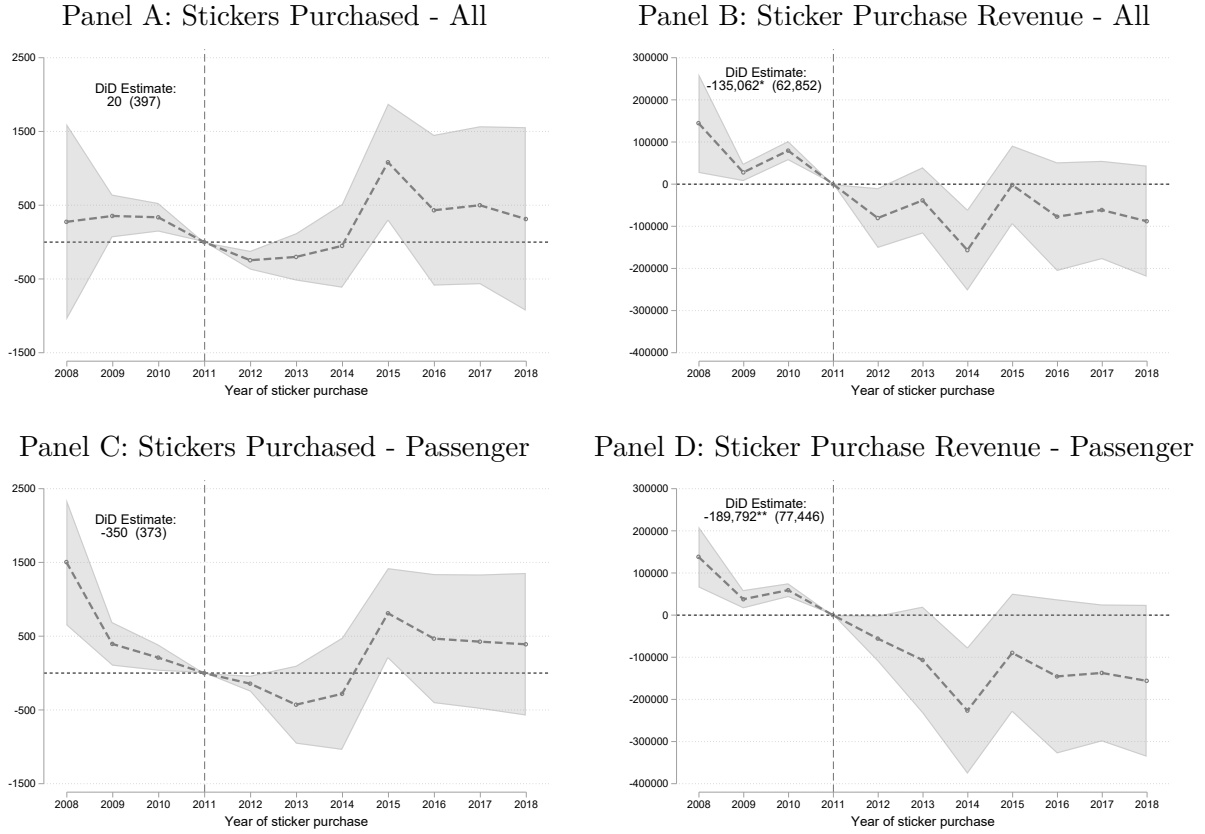 Panel A: Stickers Purchased - All
2500
1500
500
-500
-1500
DiD Estimate:
20 (397)
2008 2009 2010 2011 2012 2013 2014 2015 2016 2017 2018
Year of sticker purchase
Panel B: Sticker Purchase Revenue - All
300000
200000
100000
0
-100000
-200000
-300000
-400000
DiD Estimate:
-135,062* (62,852)
2008 2009 2010 2011 2012 2013 2014 2015 2016 2017 2018
Year of sticker purchase
Panel C: Stickers Purchased - Passenger
2500
1500
500
-500
-1500
DiD Estimate:
-350 (373)
2008 2009 2010 2011 2012 2013 2014 2015 2016 2017 2018
Year of sticker purchase
Panel D: Sticker Purchase Revenue - Passenger
300000
200000
100000
0
-100000
-200000
-300000
-400000
DiD Estimate:
-189,792** (77,446)
2008 2009 2010 2011 2012 2013 2014 2015 2016 2017 2018
Year of sticker purchase